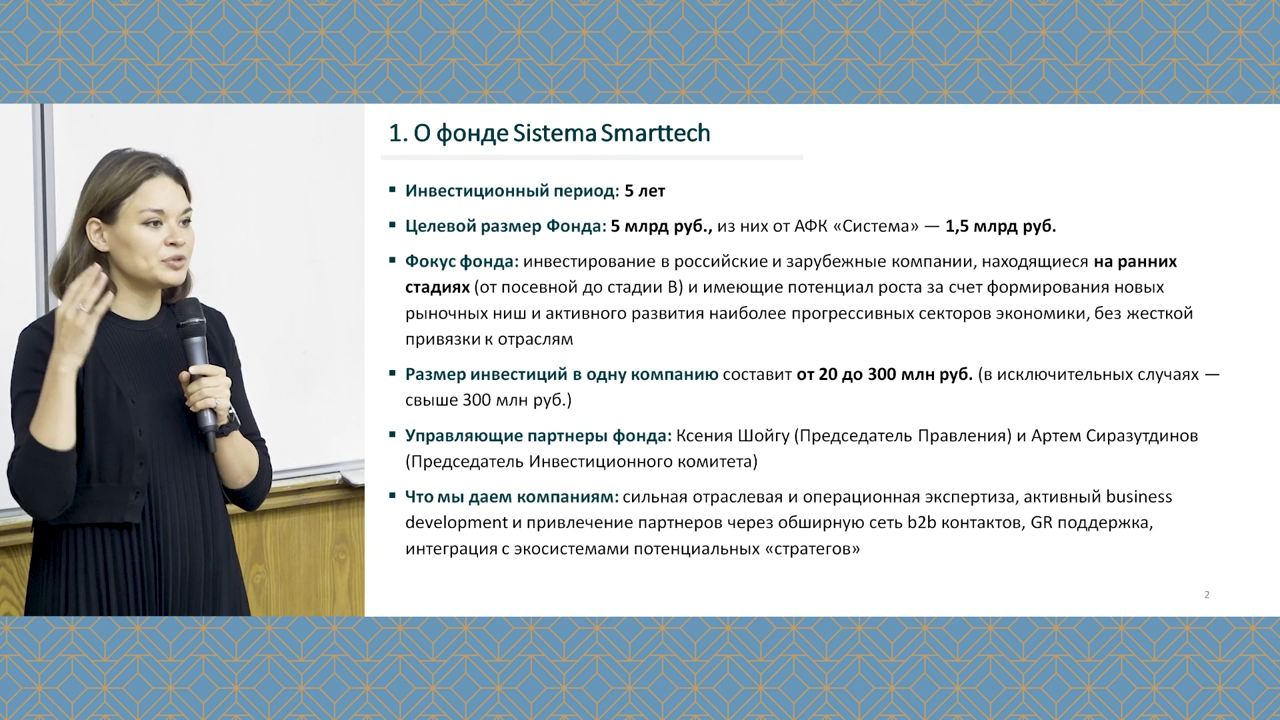 1. О фонде Sistema Smarttech
▪ Инвестиционный период: 5 лет
▪ Целевой размер Фонда: 5 млрд руб., из них от АФК «Система» — 1,5 млрд руб.
▪ Фокус фонда: инвестирование в российские и зарубежные компании, находящиеся на ранних
стадиях (от посевной до стадии B) и имеющие потенциал роста за счет формирования новых
рыночных ниш и активного развития наиболее прогрессивных секторов экономики, без жесткой
привязки к отраслям
▪ Размер инвестиций в одну компанию составит от 20 до 300 млн руб. (в исключительных случаях —
свыше 300 млн руб.)
▪ Управляющие партнеры фонда: Ксения Шойгу (Председатель Правления) и Артем Сиразутдинов
(Председатель Инвестиционного комитета)
▪ Что мы даем компаниям: сильная отраслевая и операционная экспертиза, активный business
development и привлечение партнеров через обширную сеть b2b контактов, GR поддержка,
интеграция с экосистемами потенциальных «стратегов»
2